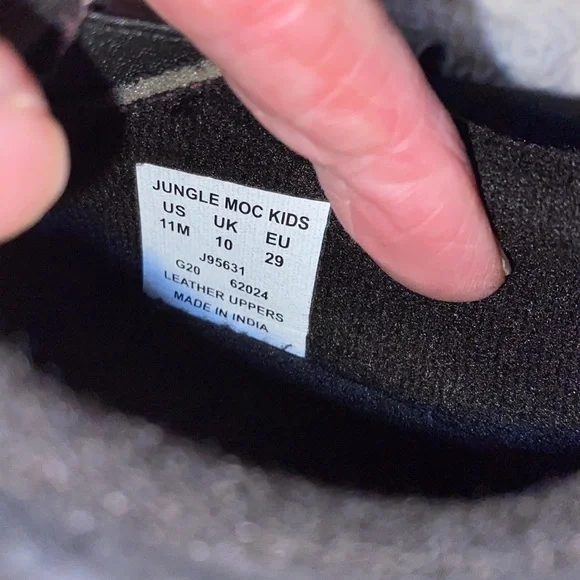 JUNGLE MOC KIDS
US UK EU
11M 10 29
J95631
G20 62024
LEATHER UPPERS
MADE IN INDIA